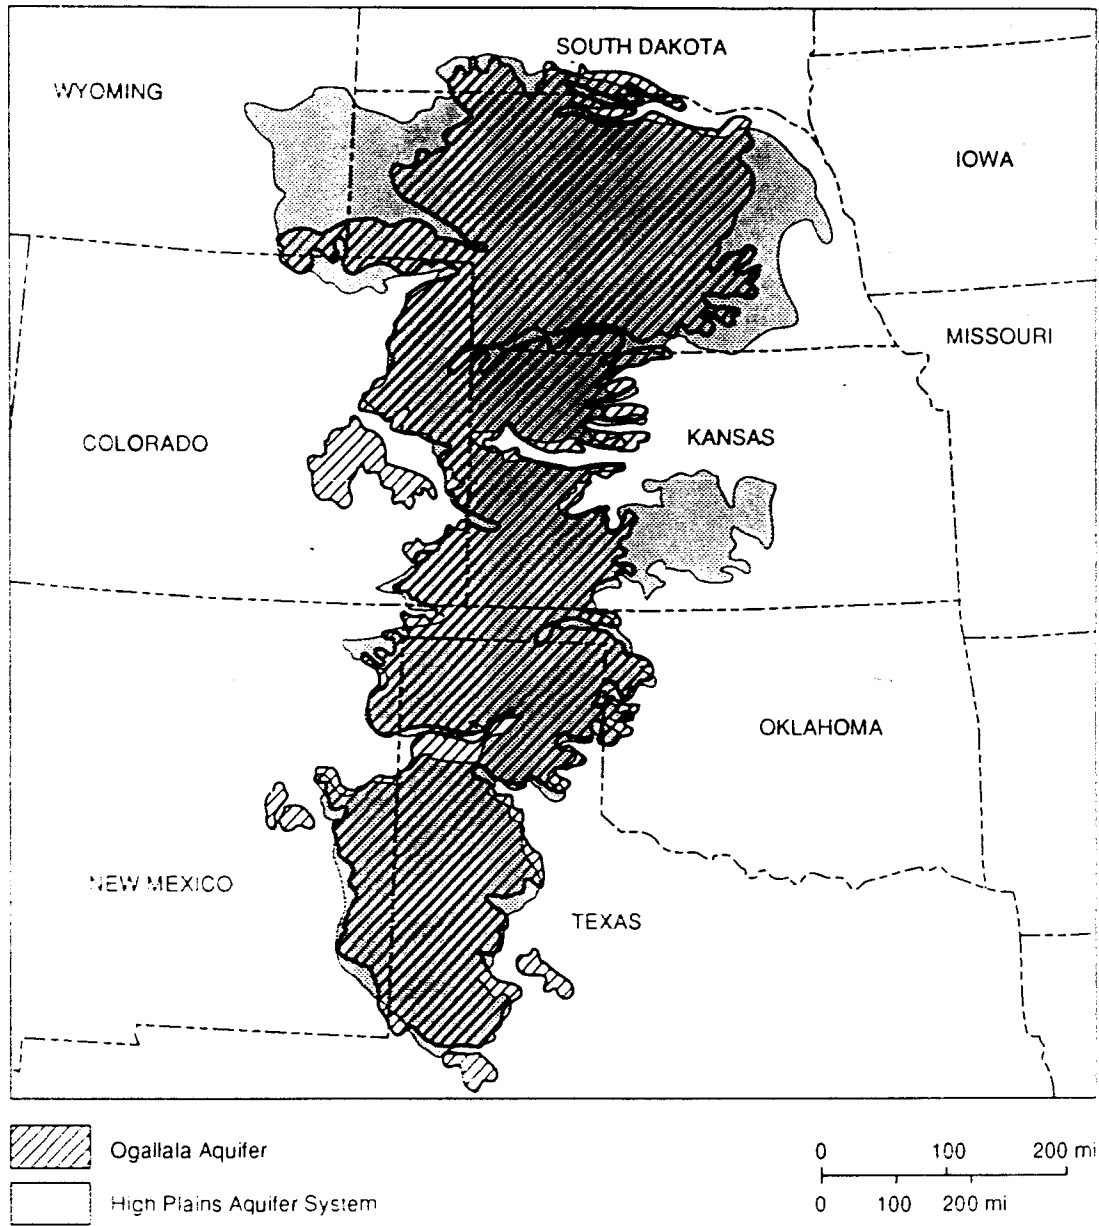 SOUTH DAKOTA
WYOMING
IOWA
MISSOURI
COLORADO
KANSAS
OKLAHOMA
NEW MEXICO
TEXAS
Ogallala Aquifer
0 100 200 mi
High Plains Aquifer System
0 100 200 mi